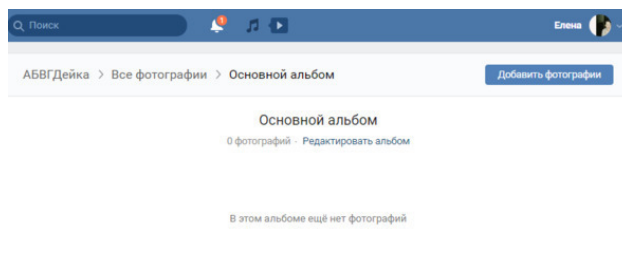 Поиск
1
Елена
АБВГДейка > Все фотографии > Основной альбом
Добавить фотографии
Основной альбом
0 фотографий · Редактировать альбом
В этом альбоме ещё нет фотографий